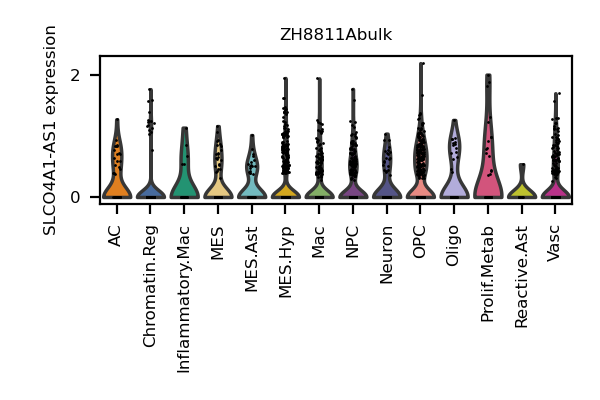 ZH8811Abulk
SLCO4A1-AS1 expression
2
0
AC
Chromatin.Reg
Inflammatory.Mac
MES
MES.Ast
MES.Hyp
Mac
NPC
Neuron
OPC
Oligo
Prolif.Metab
Reactive.Ast
Vasc